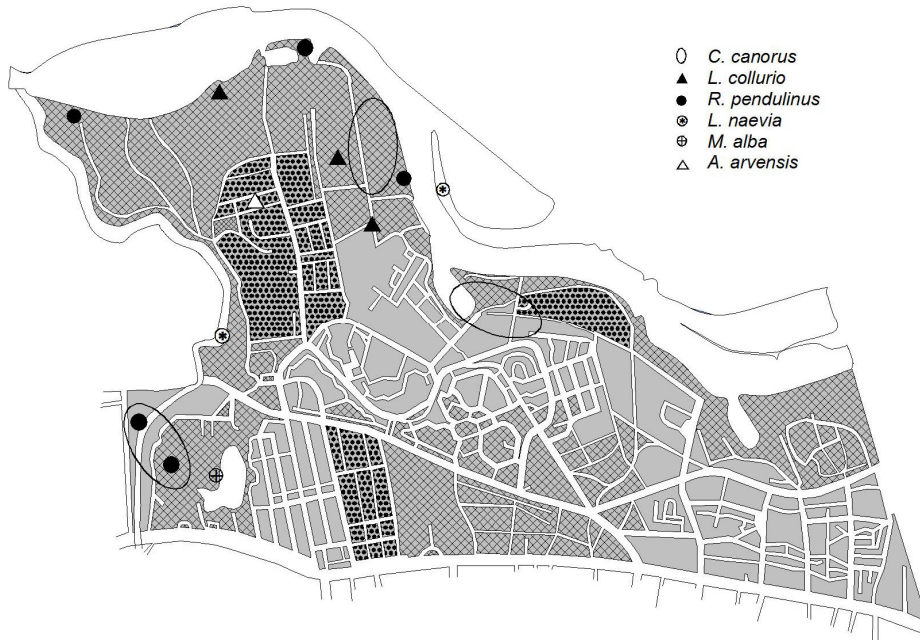 C. canorus
L. collurio
R. pendulinus
L. naevia
M. alba
A. arvensis